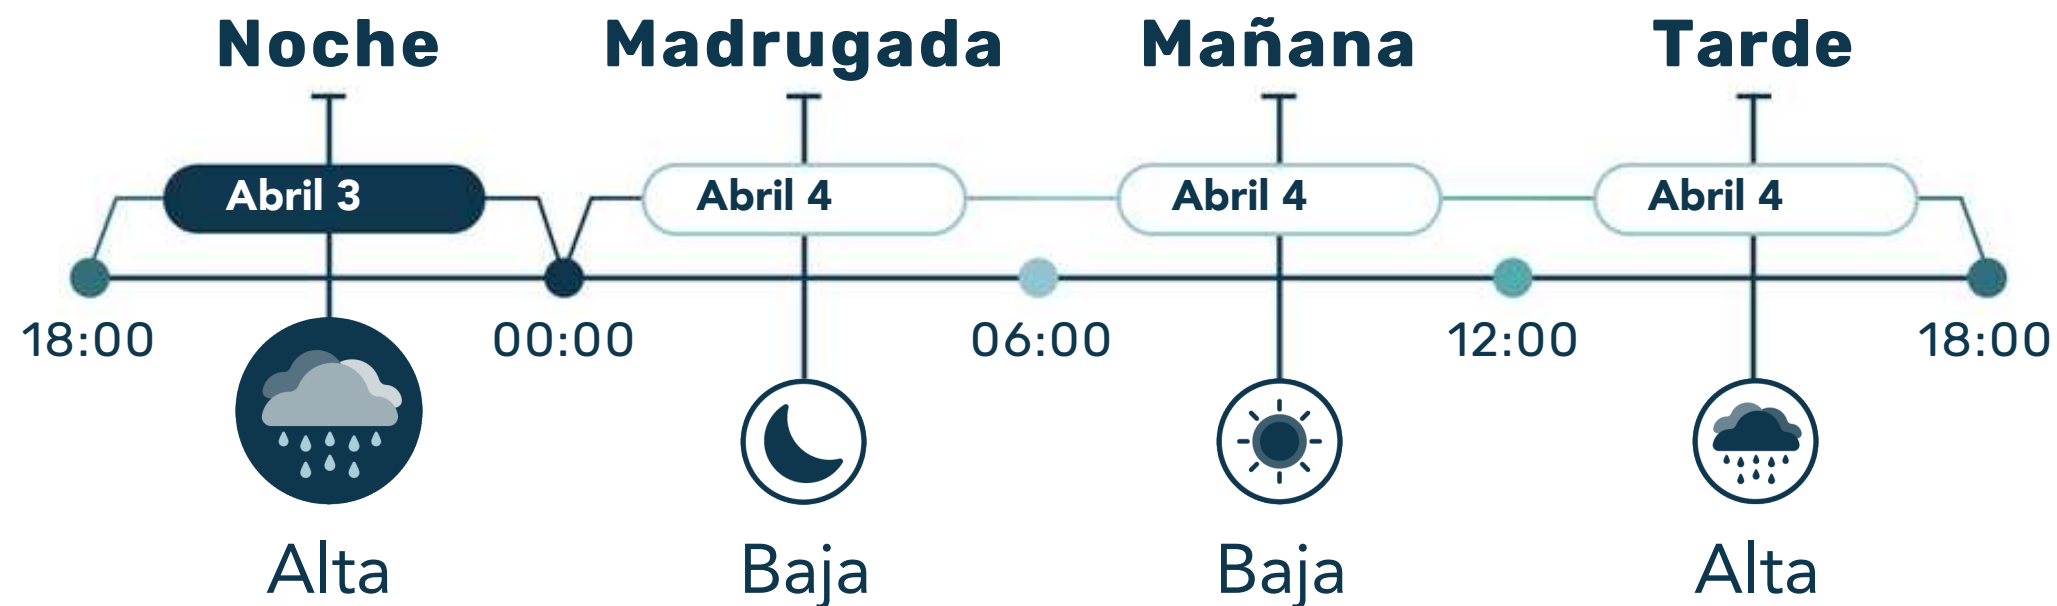 Noche Madrugada Mañana Tarde
Abril 3 Abril 4 Abril 4 Abril 4
18:00 00:00 06:00 12:00 18:00
Alta Baja Baja Alta